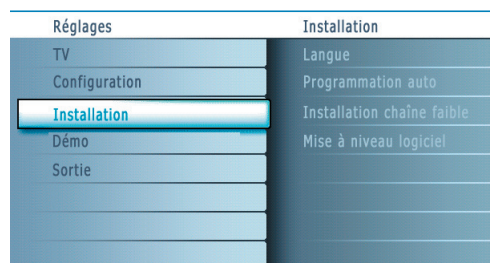 Réglages
Installation
TV
Langue
Configuration
Programmation auto
Installation
Installation chaîne faible
Démo
Mise à niveau logiciel
Sortie